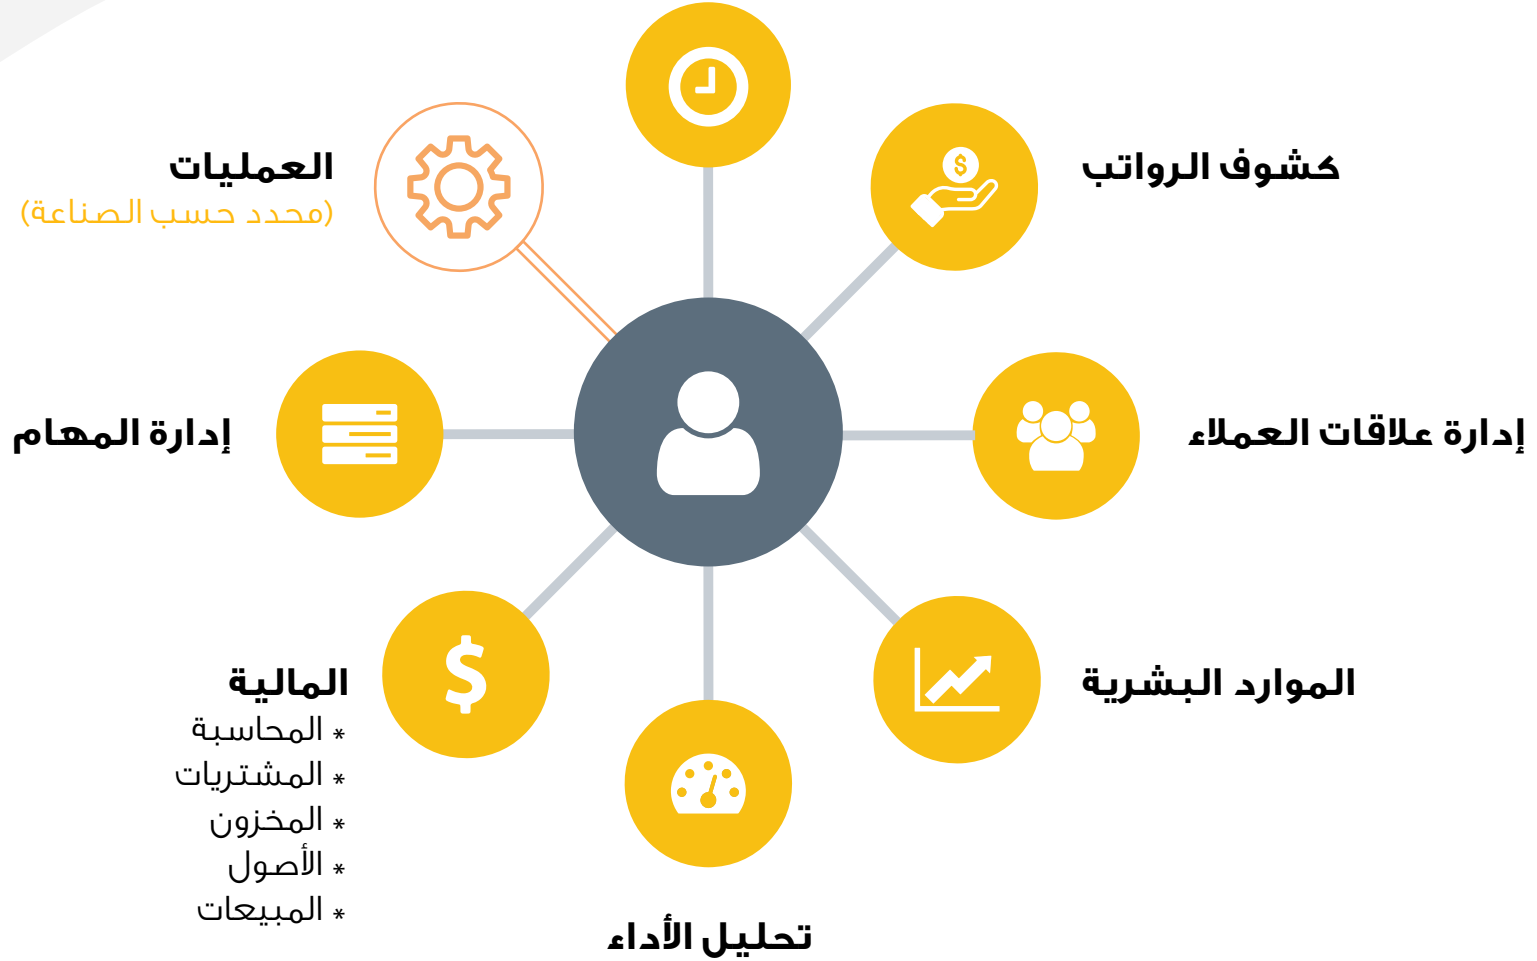 كشوف الرواتب
العمليات
(محدد حسب الصناعة)
إدارة علاقات العملاء
إدارة المهام
الموارد البشرية
المالية
* المحاسبة
* المشتريات
* المخزون
* الأصول
* المبيعات
تحليل الأداء